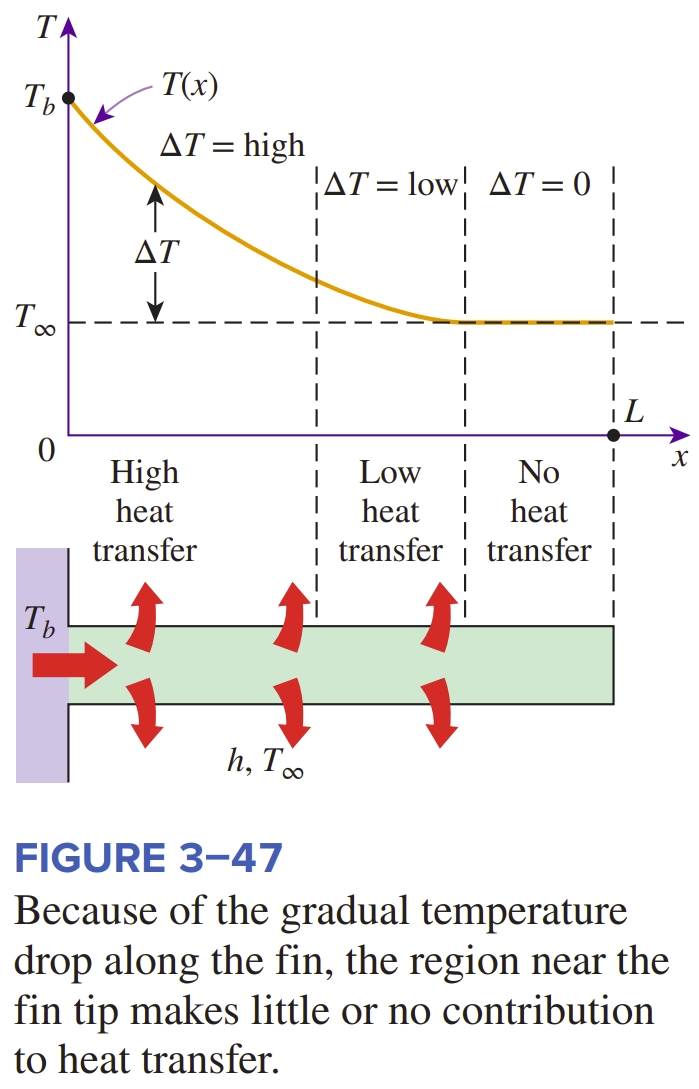 T
T_b
T(x)
ΔT = high
ΔT = low
ΔT = 0
ΔT
T_∞
L
0
x
High
heat
transfer
Low
heat
transfer
No
heat
transfer
T_b
h, T_∞
FIGURE 3–47
Because of the gradual temperature
drop along the fin, the region near the
fin tip makes little or no contribution
to heat transfer.